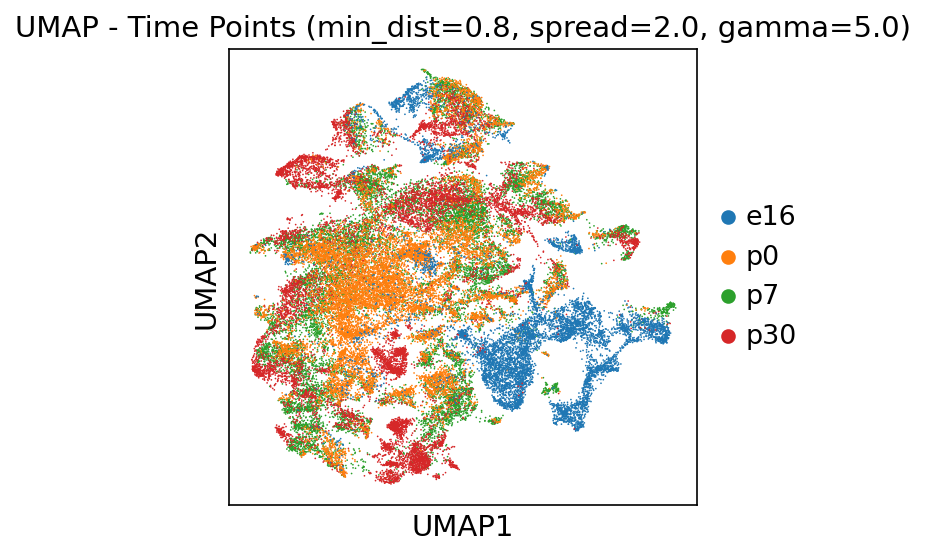 UMAP - Time Points (min_dist=0.8, spread=2.0, gamma=5.0)
UMAP2
e16
p0
p7
p30
UMAP1